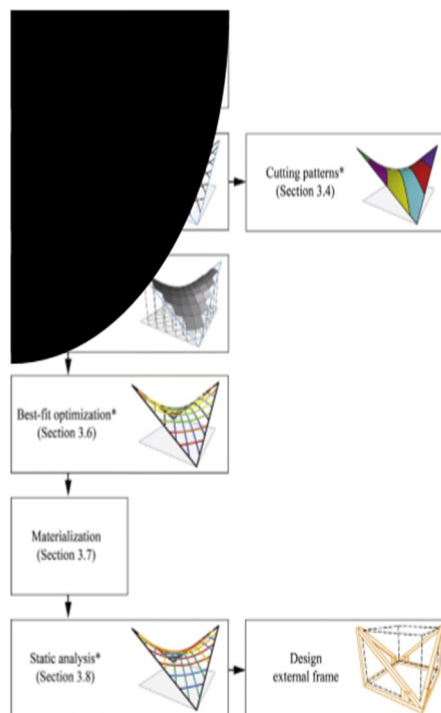 Cutting patterns*
(Section 3.4)
Best-fit optimization*
(Section 3.6)
Materialization
(Section 3.7)
Static analysis*
(Section 3.8)
Design
external frame